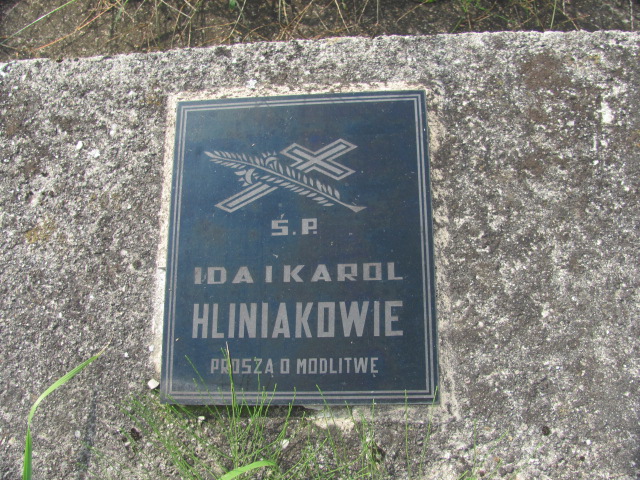 Ś.P.
IDA I KAROL
HLINIAKOWIE
PROSZĄ O MODLITWĘ